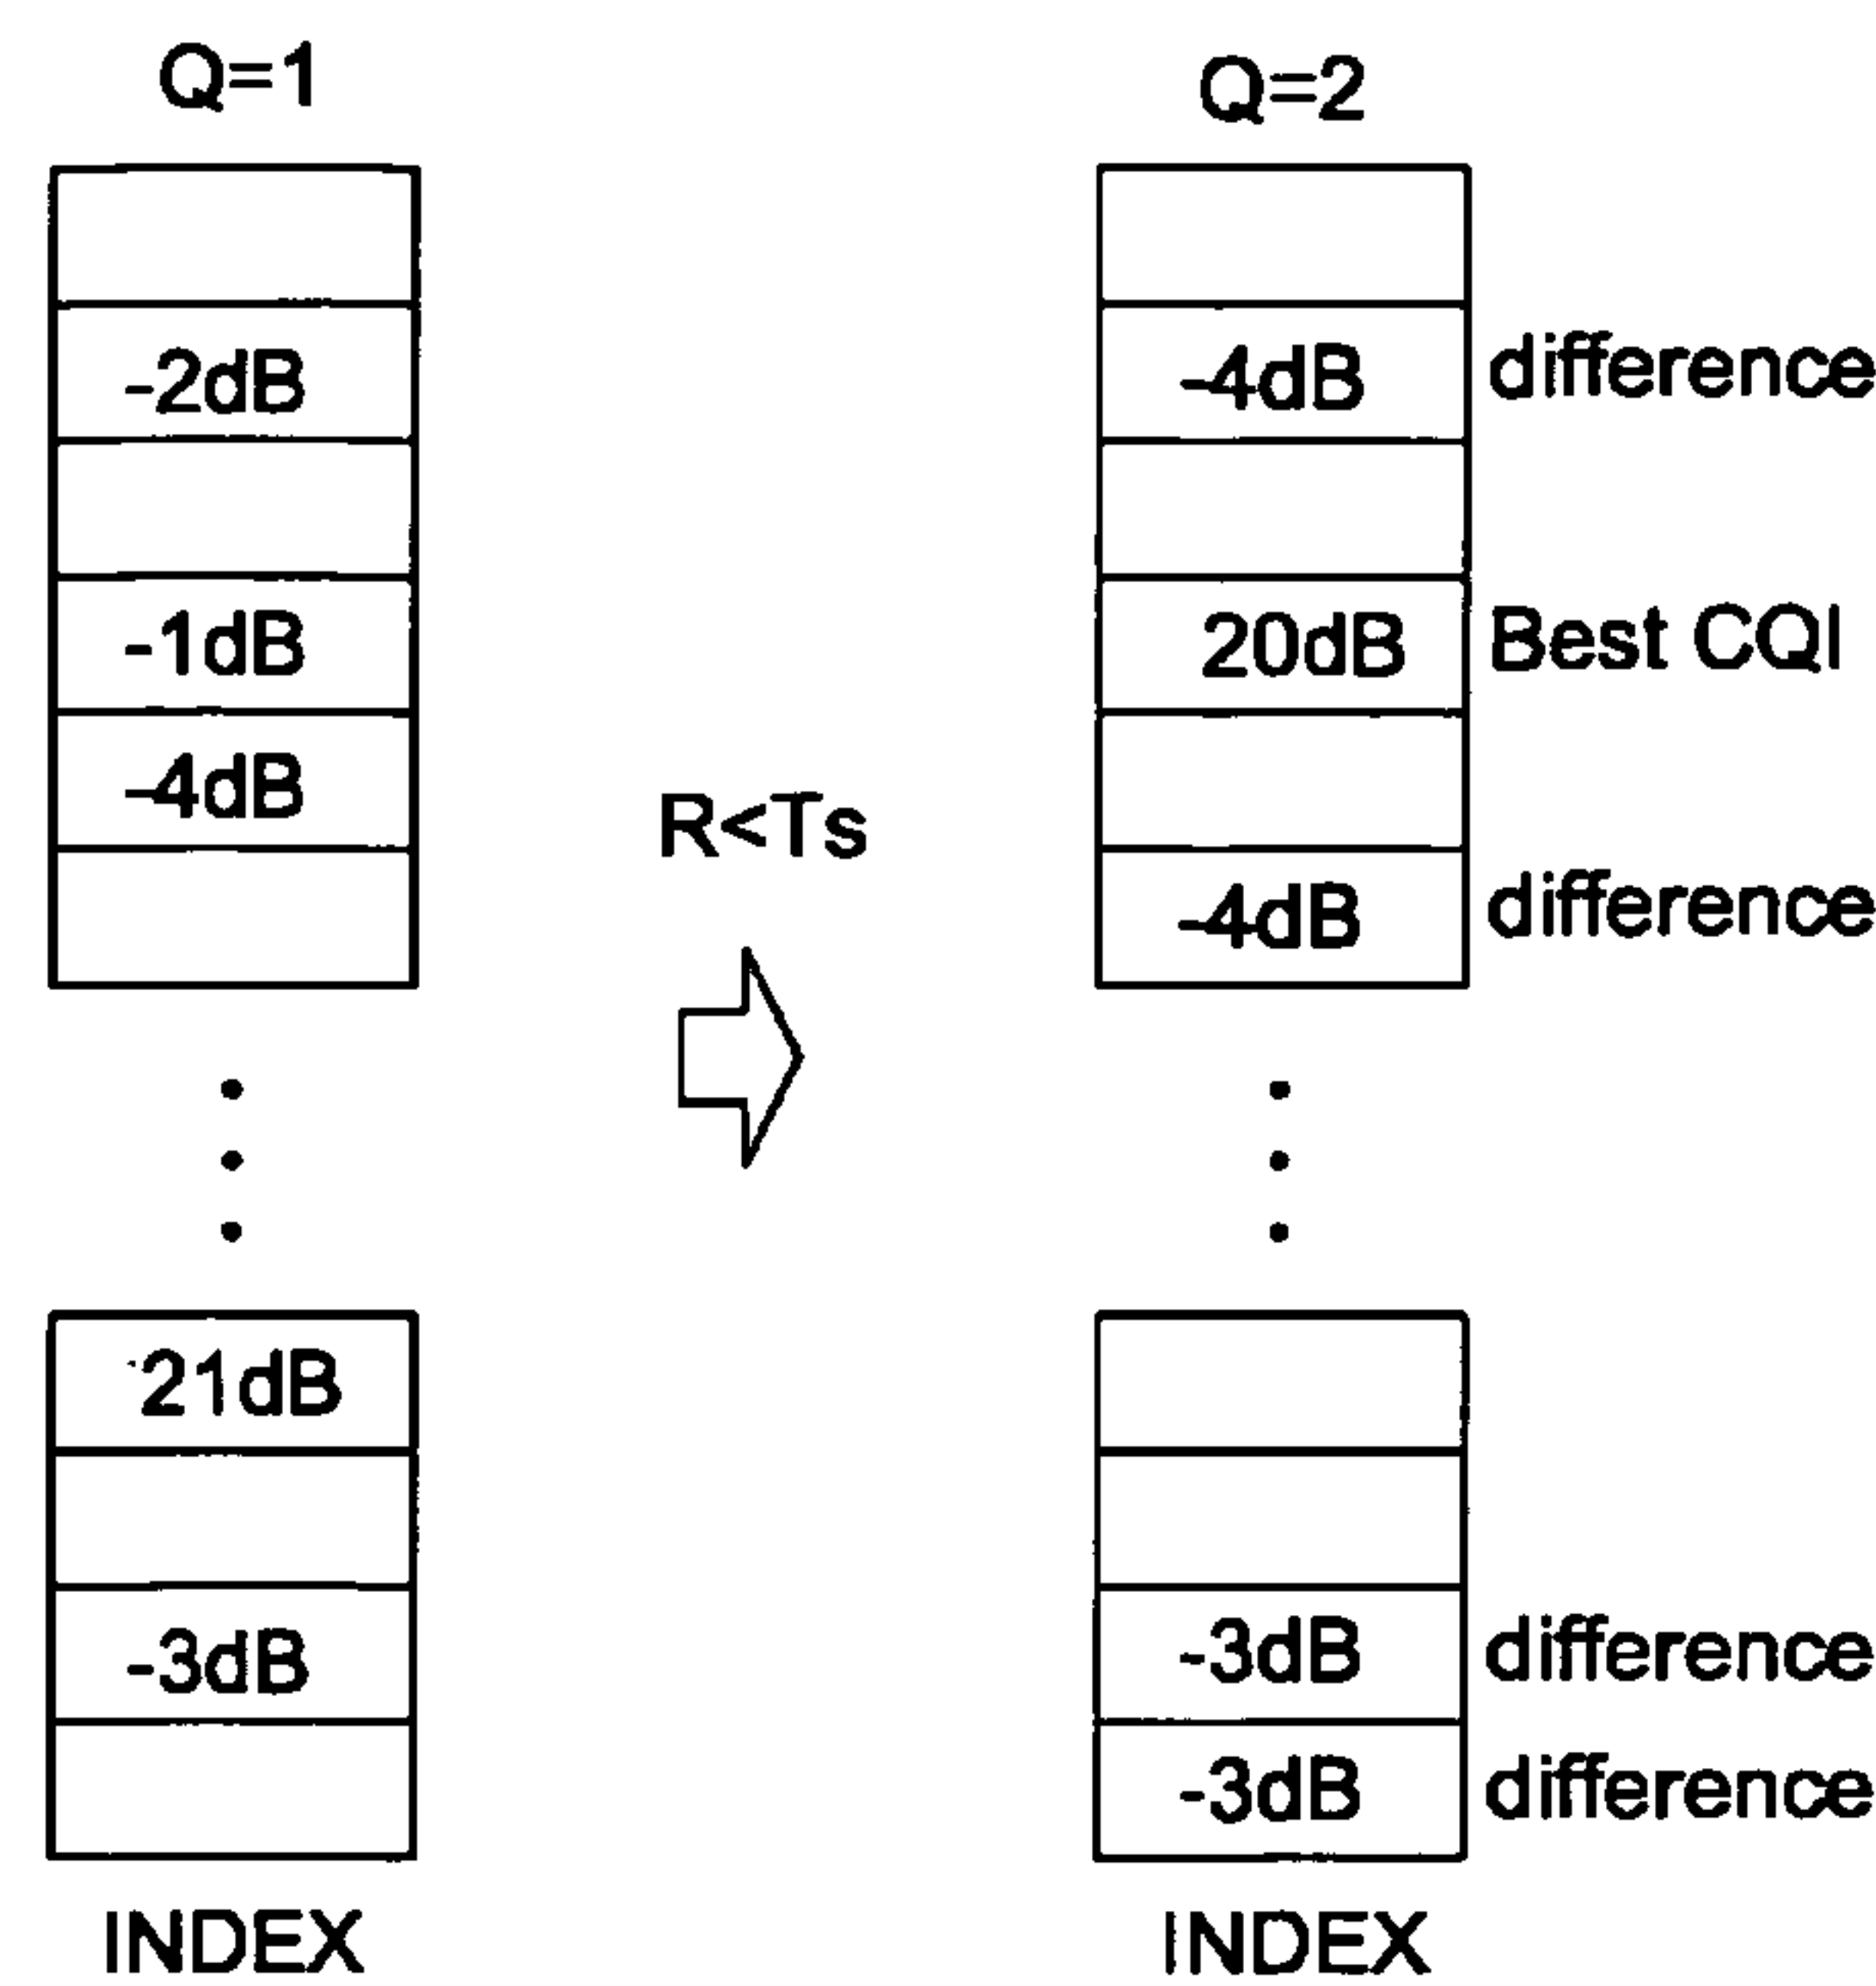 Q=1
-2dB
-1dB
-4dB
21dB
-3dB
INDEX
R<Ts
Q=2
-4dB difference
20dB Best CQI
-4dB difference
-3dB difference
-3dB difference
INDEX